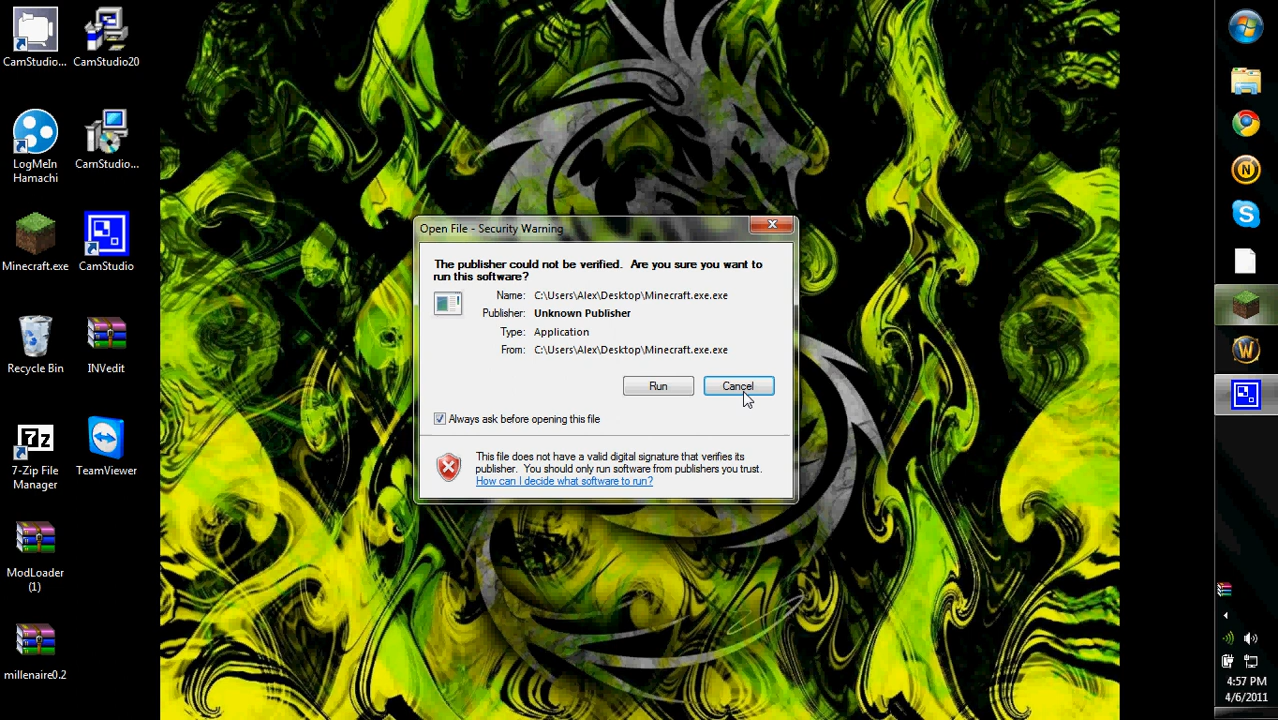 CamStudio...
CamStudio20
LogMeIn
Hamachi
CamStudio...
Minecraft.exe
CamStudio
Recycle Bin
INVedit
7-Zip File
Manager
TeamViewer
ModLoader
(1)
millenaire0.2
Open File - Security Warning
The publisher could not be verified. Are you sure you want to
run this software?
Name: C:\Users\Alex\Desktop\Minecraft.exe.exe
Publisher: Unknown Publisher
Type: Application
From: C:\Users\Alex\Desktop\Minecraft.exe.exe
Run
Cancel
Always ask before opening this file
This file does not have a valid digital signature that verifies its
publisher. You should only run software from publishers you trust.
How can I decide what software to run?
4:57 PM
4/6/2011